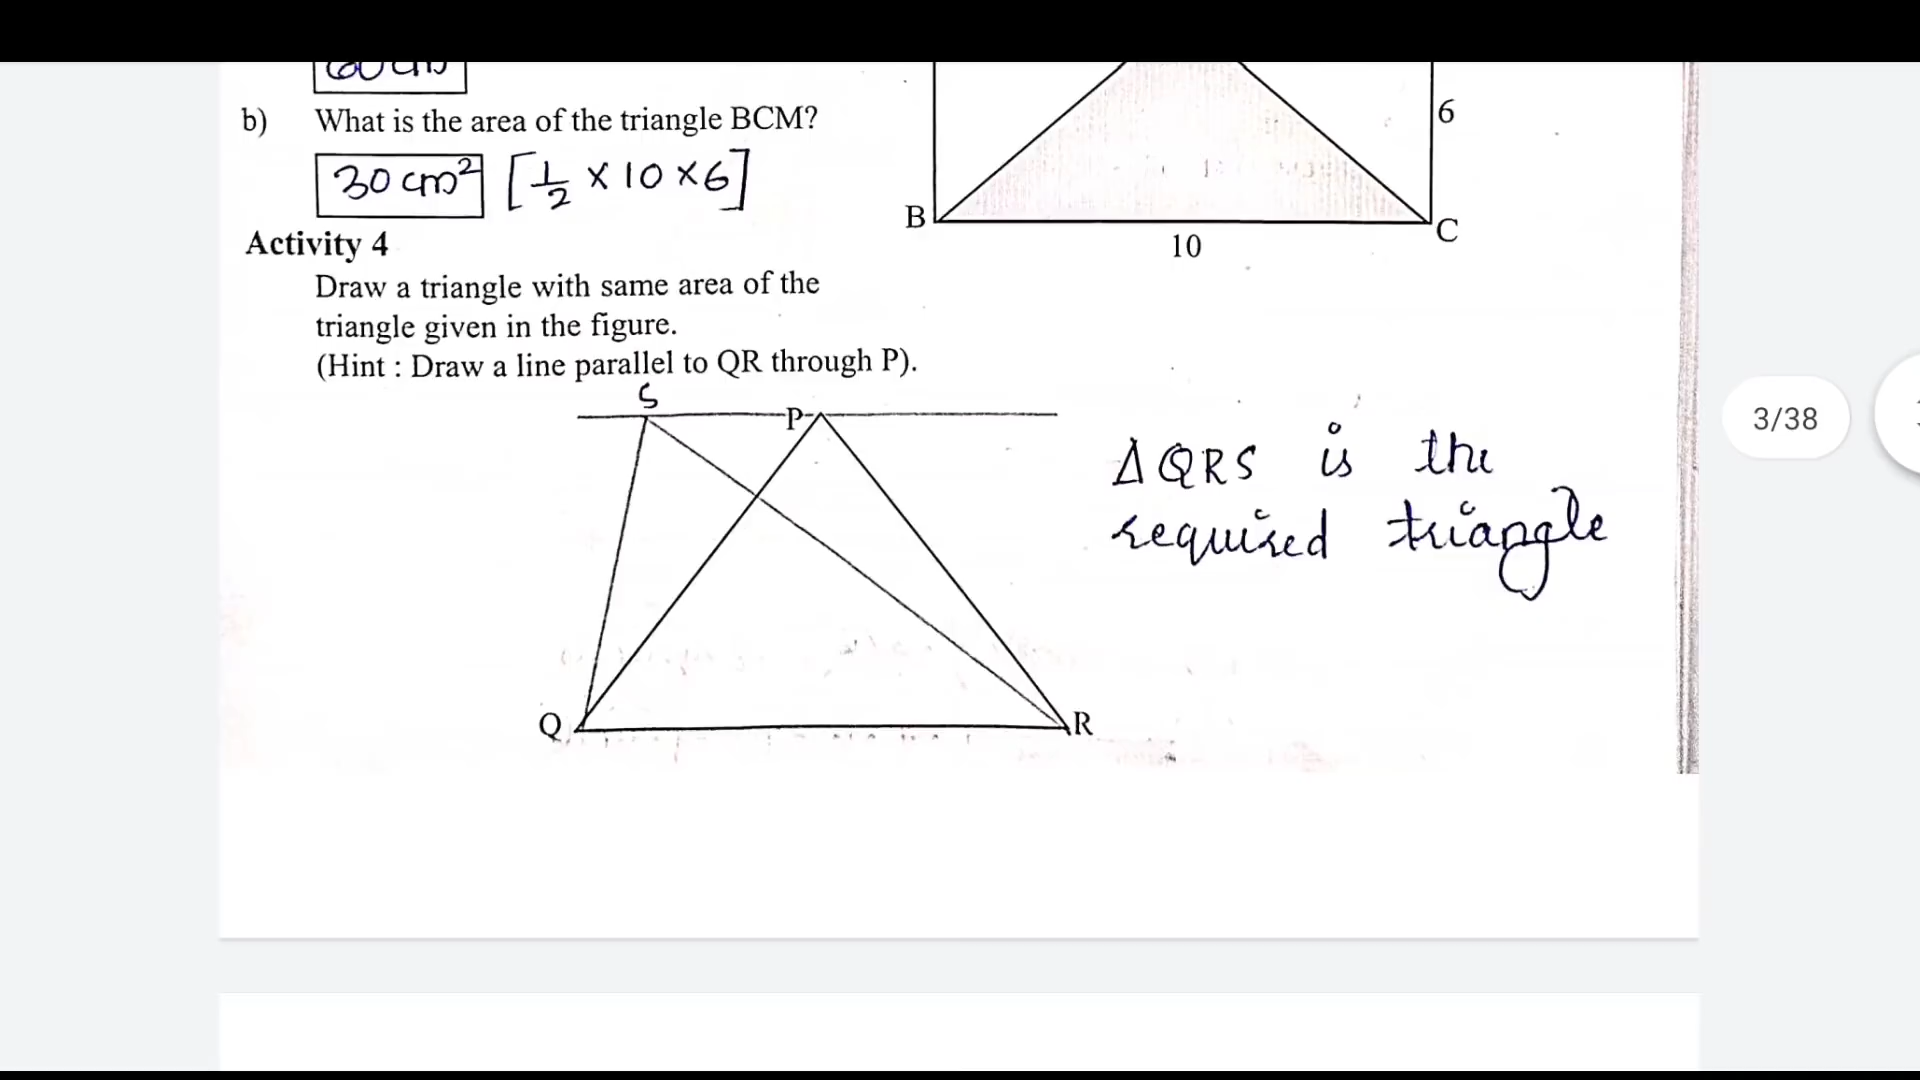 b) What is the area of the triangle BCM?
30 cm² [1/2 × 10 × 6]
6
B
C
10
Activity 4
Draw a triangle with same area of the
triangle given in the figure.
(Hint : Draw a line parallel to QR through P).
S
P
Q
R
ΔQRS is the
required triangle
3/38